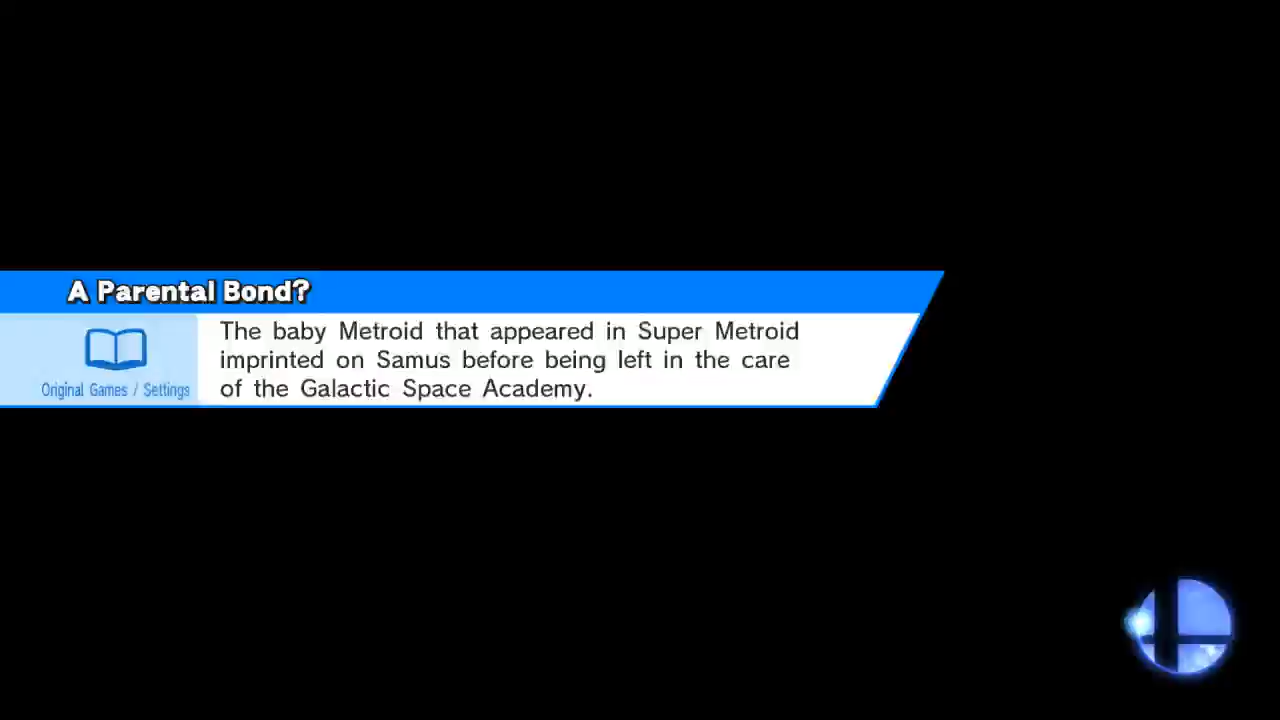 A Parental Bond?
The baby Metroid that appeared in Super Metroid
imprinted on Samus before being left in the care
of the Galactic Space Academy.
Original Games / Settings